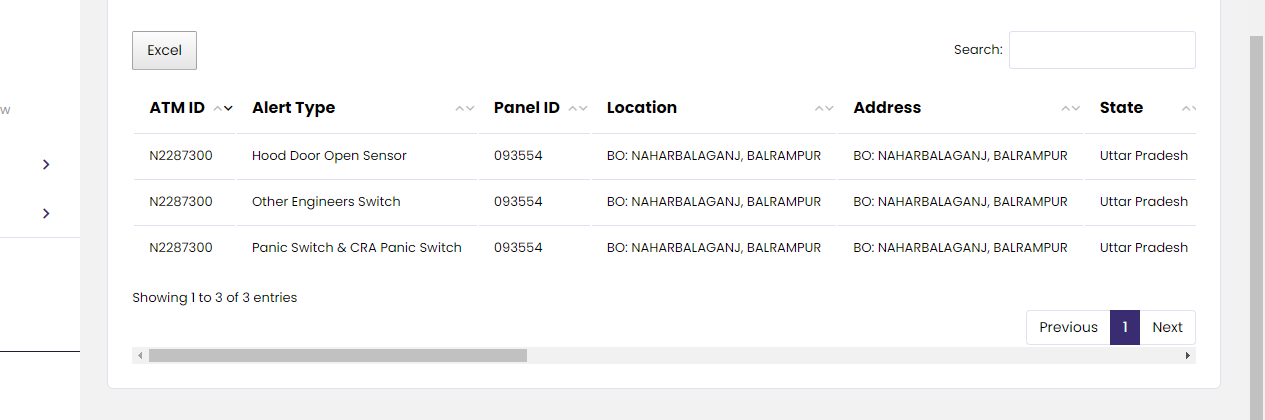 Excel
Search:
w
ATM ID Alert Type Panel ID Location Address State
N2287300 Hood Door Open Sensor 093554 BO: NAHARBALAGANJ, BALRAMPUR BO: NAHARBALAGANJ, BALRAMPUR Uttar Pradesh
N2287300 Other Engineers Switch 093554 BO: NAHARBALAGANJ, BALRAMPUR BO: NAHARBALAGANJ, BALRAMPUR Uttar Pradesh
N2287300 Panic Switch & CRA Panic Switch 093554 BO: NAHARBALAGANJ, BALRAMPUR BO: NAHARBALAGANJ, BALRAMPUR Uttar Pradesh
Showing 1 to 3 of 3 entries
Previous 1 Next